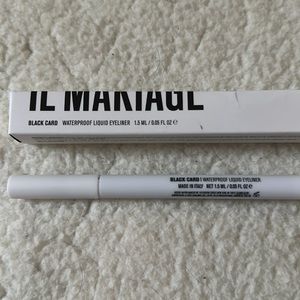 IL MAKIAGE
BLACK CARD WATERPROOF LIQUID EYELINER 1.5 ML / 0.05 FL OZ ℮
BLACK CARD | WATERPROOF LIQUID EYELINER
MADE IN ITALY NET 1.5 ML / 0.05 FL OZ ℮